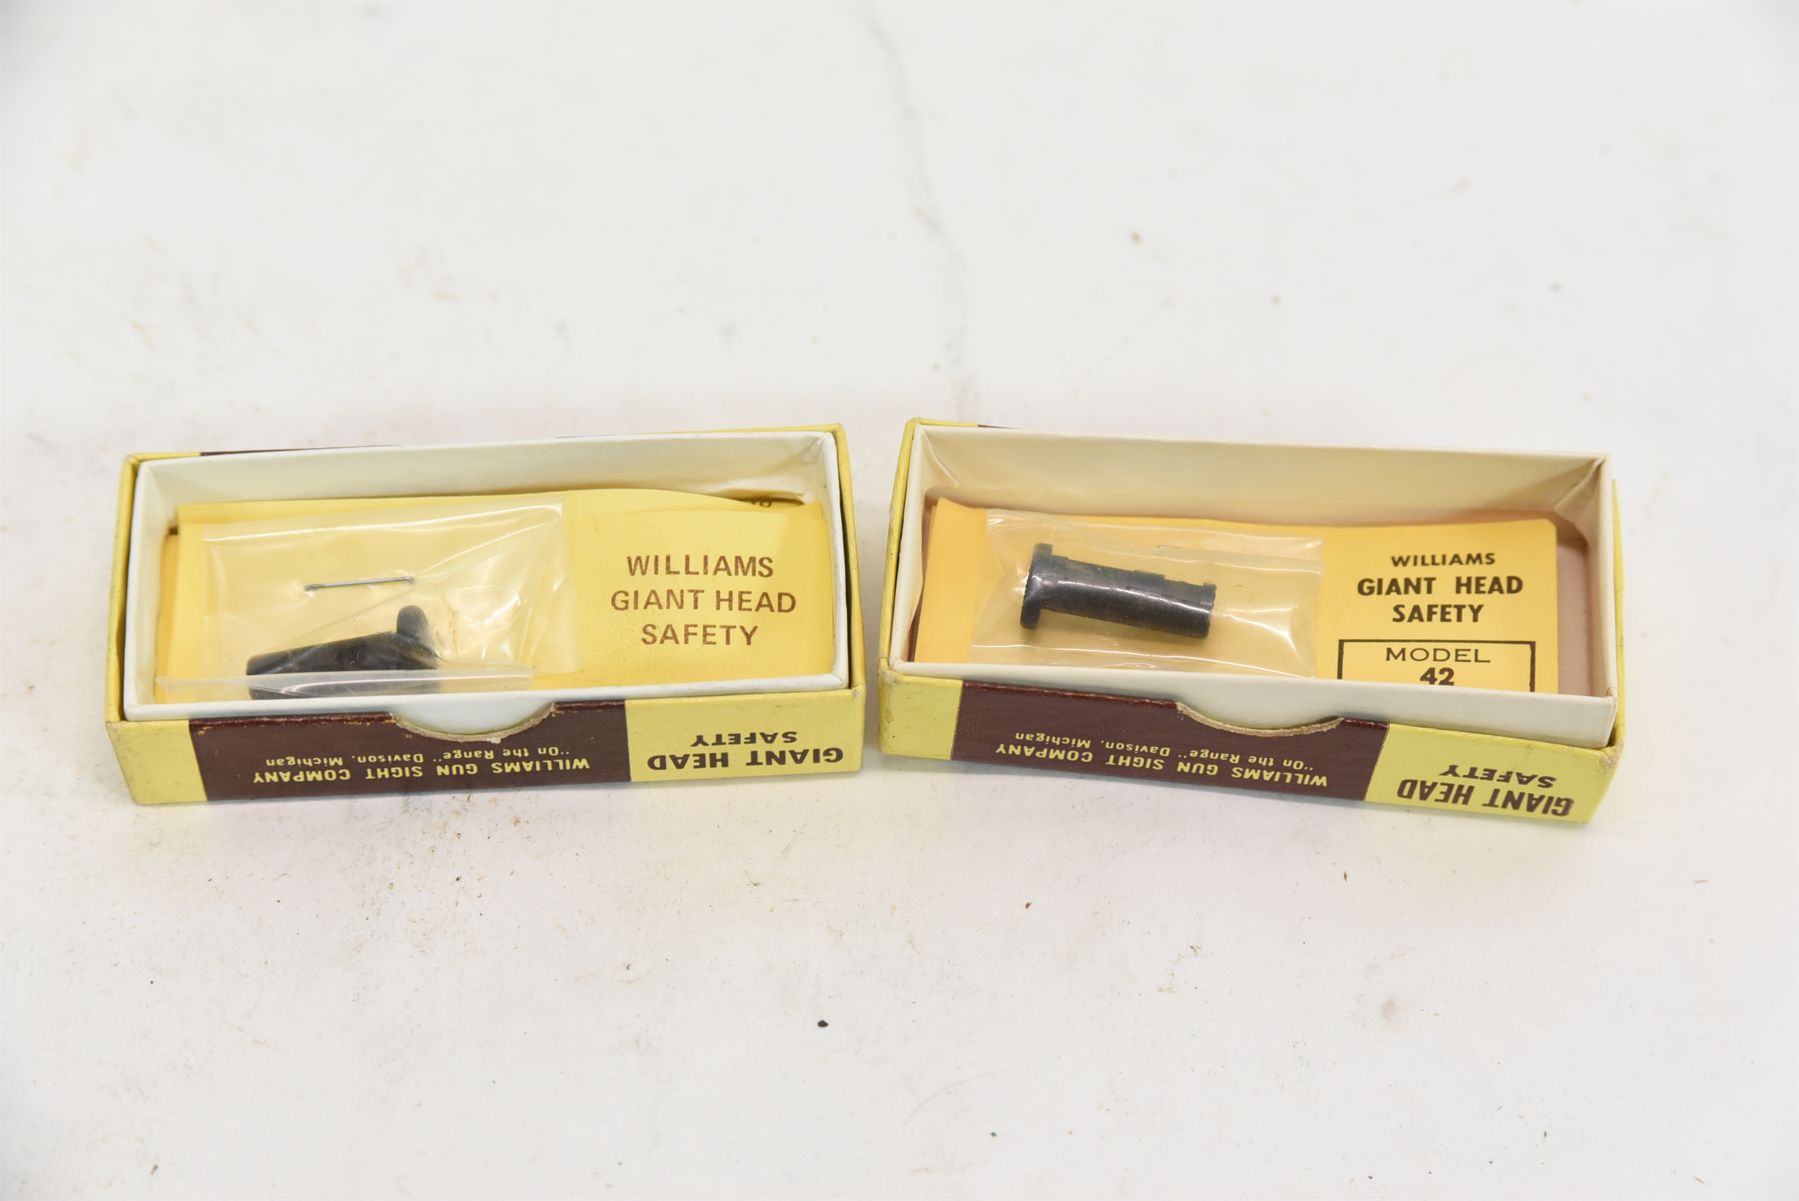 WILLIAMS
GIANT HEAD
SAFETY
GIANT HEAD
SAFETY
WILLIAMS GUN SIGHT COMPANY
"On the Range" Davison, Michigan
WILLIAMS
GIANT HEAD
SAFETY
MODEL
42
GIANT HEAD
SAFETY
WILLIAMS GUN SIGHT COMPANY
"On the Range" Davison, Michigan